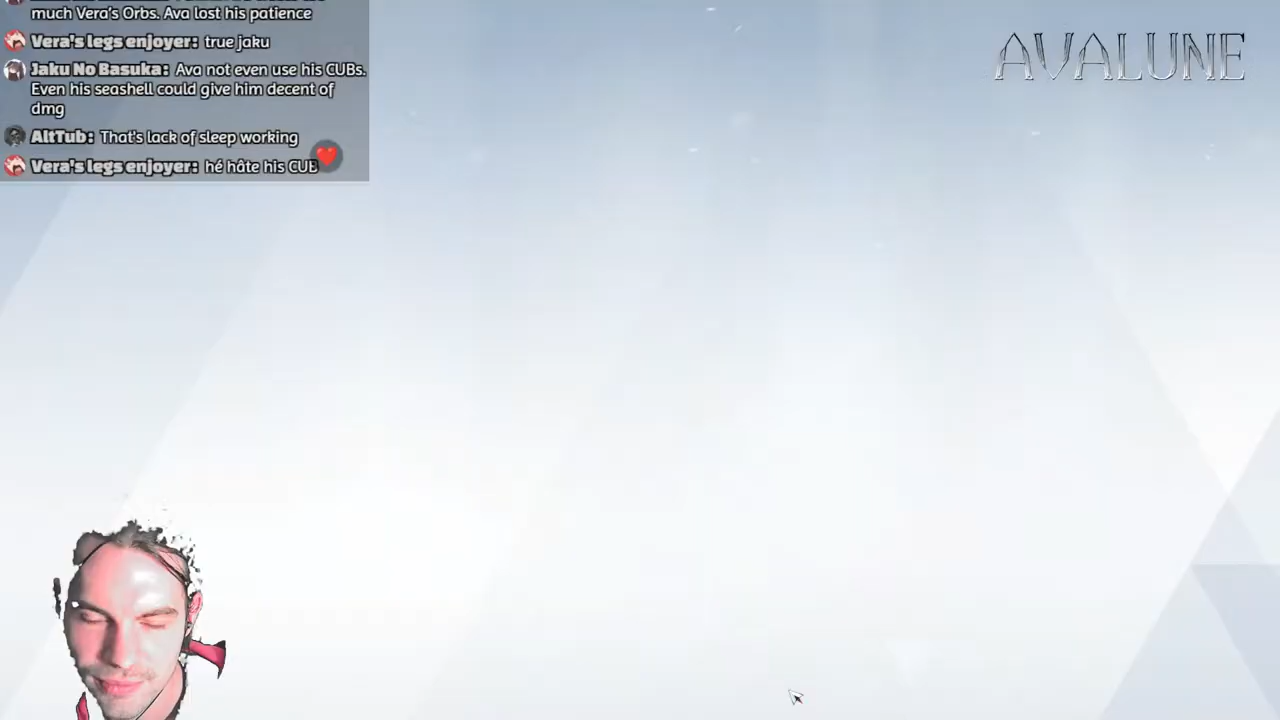 much Vera's Orbs. Ava lost his patience
AVALUNE
Vera's legs enjoyer: true jaku
Jaku No Basuka: Ava not even use his CUBs.
Even his seashell could give him decent of
dmg
AltTub: That's lack of sleep working
Vera's legs enjoyer: hé hâte his CUB